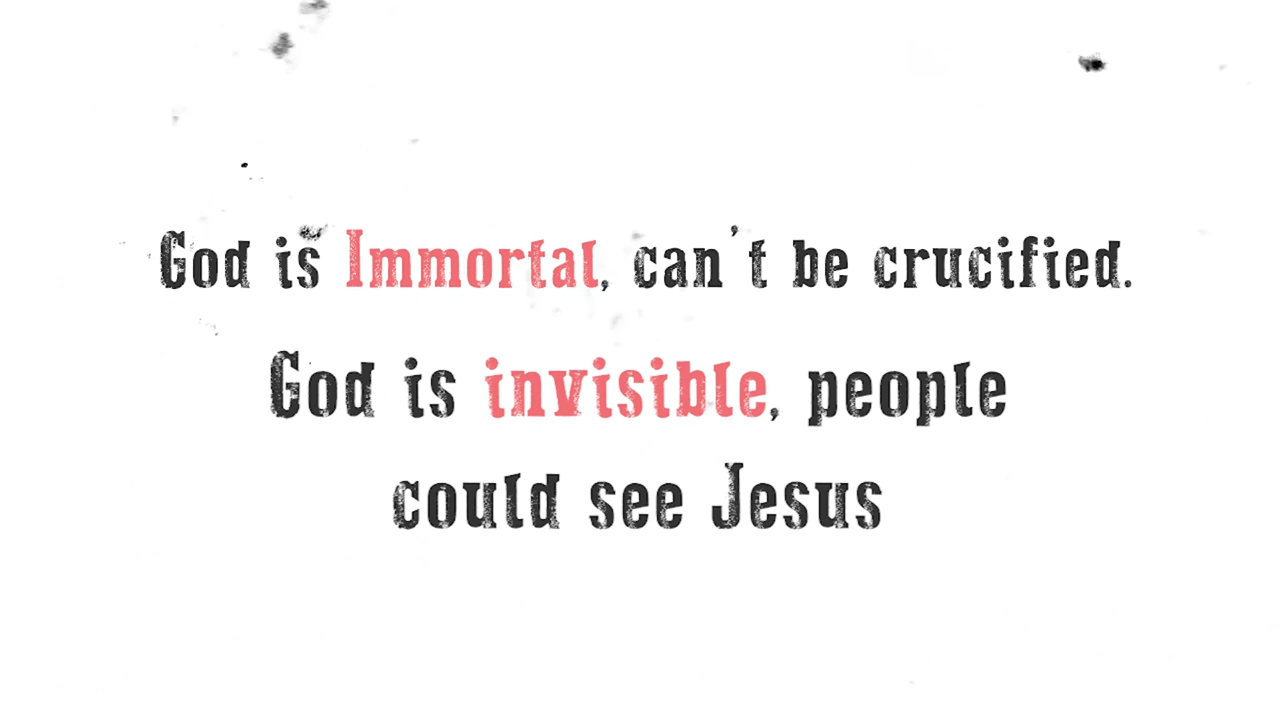 God is Immortal, can't be crucified.
God is invisible, people
could see Jesus